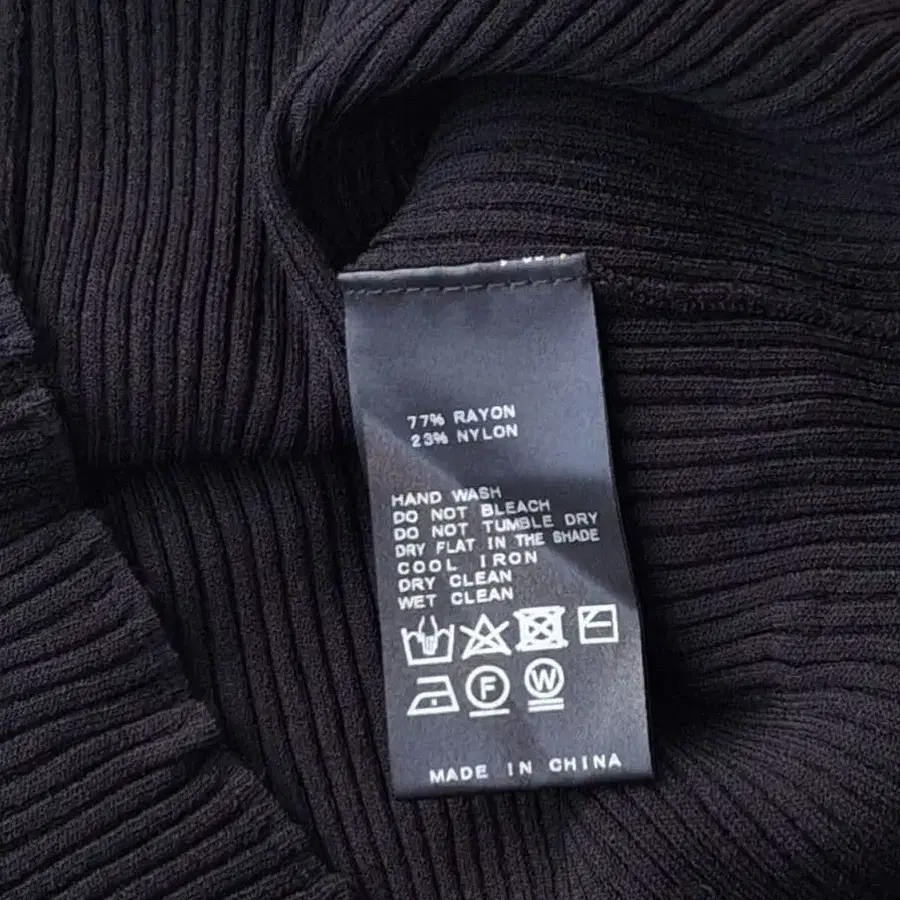 77% RAYON
23% NYLON
HAND WASH
DO NOT BLEACH
DO NOT TUMBLE DRY
DRY FLAT IN THE SHADE
COOL IRON
DRY CLEAN
WET CLEAN
F W
MADE IN CHINA